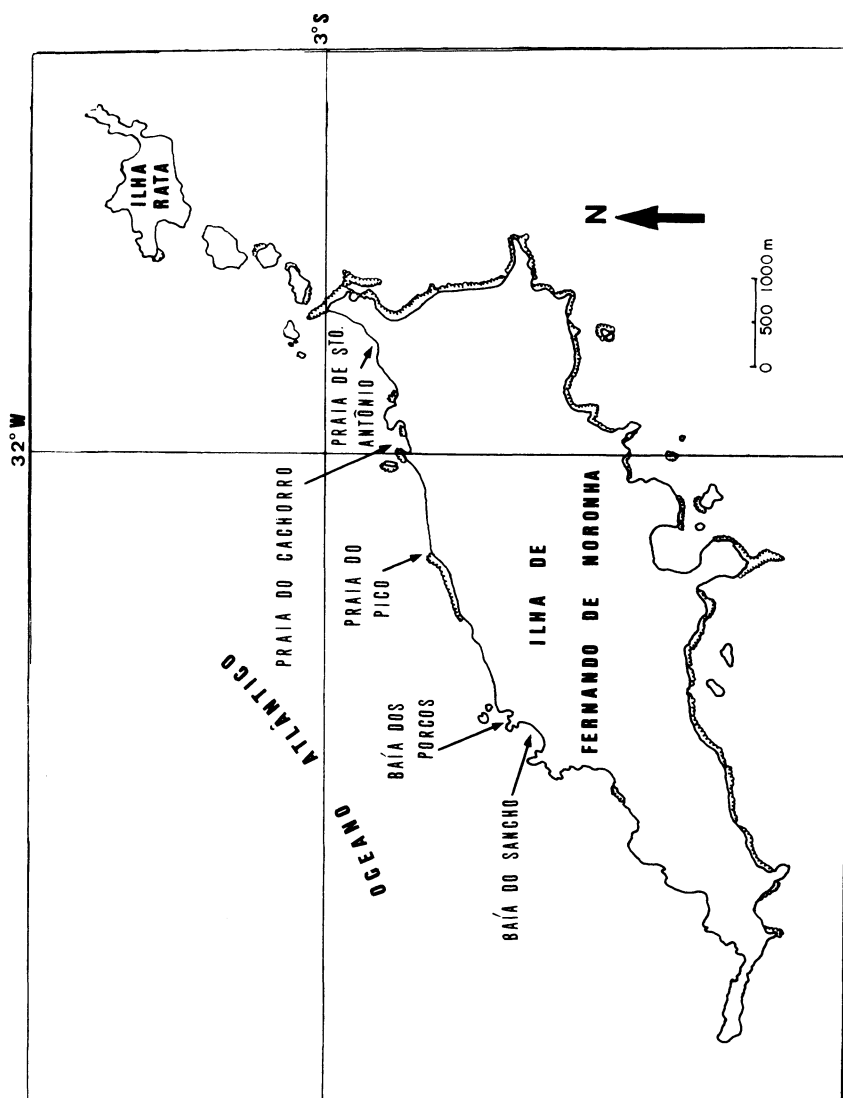 32° W
3° S
ILHA
RATA
PRAIA DE STO.
ANTÔNIO
PRAIA DO CACHORRO
PRAIA DO
PICO
ATLÂNTICO
OCEANO
BAÍA DOS
PORCOS
BAÍA DO SANCHO
ILHA DE
FERNANDO DE NORONHA
N
0 500 1000 m